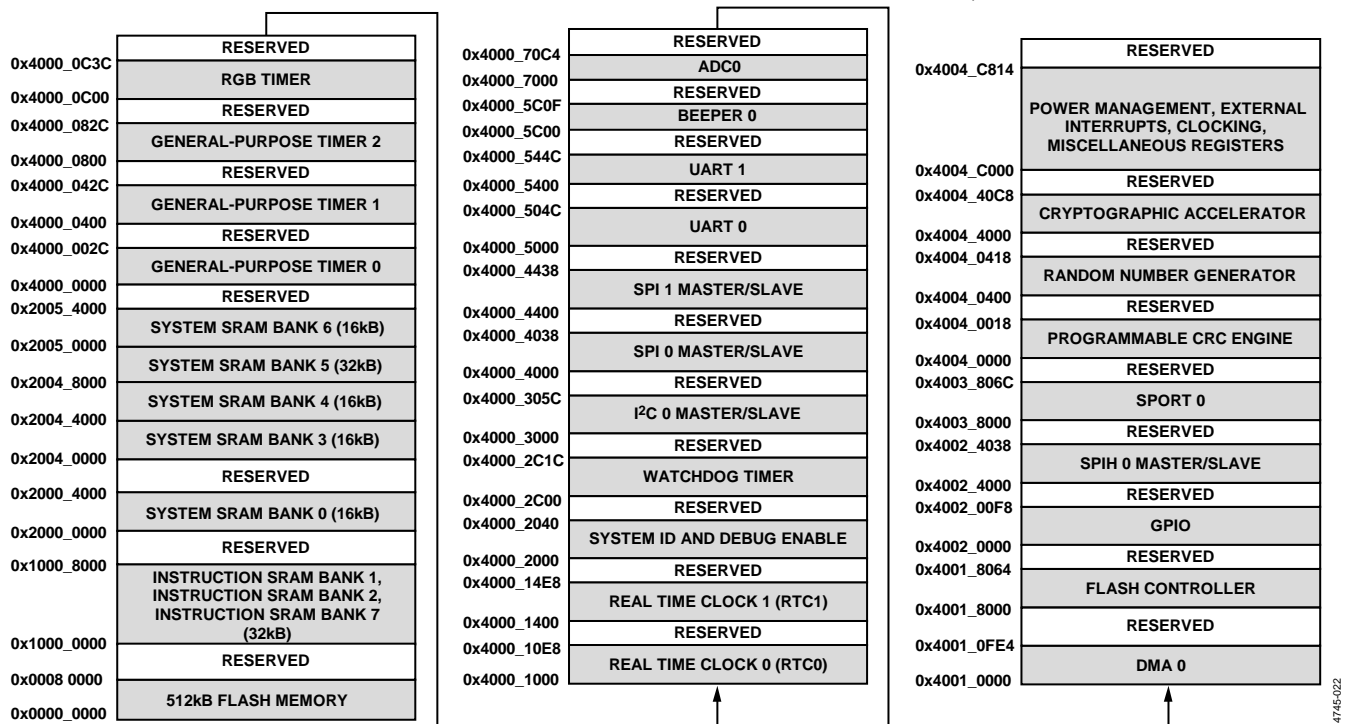 RESERVED
0x4000_0C3C
RGB TIMER
0x4000_0C00
RESERVED
0x4000_082C
GENERAL-PURPOSE TIMER 2
0x4000_0800
RESERVED
0x4000_042C
GENERAL-PURPOSE TIMER 1
0x4000_0400
RESERVED
0x4000_002C
GENERAL-PURPOSE TIMER 0
0x4000_0000
RESERVED
0x2005_4000
SYSTEM SRAM BANK 6 (16kB)
0x2005_0000
SYSTEM SRAM BANK 5 (32kB)
0x2004_8000
SYSTEM SRAM BANK 4 (16kB)
0x2004_4000
SYSTEM SRAM BANK 3 (16kB)
0x2004_0000
RESERVED
0x2000_4000
SYSTEM SRAM BANK 0 (16kB)
0x2000_0000
RESERVED
0x1000_8000
INSTRUCTION SRAM BANK 1,
INSTRUCTION SRAM BANK 2,
INSTRUCTION SRAM BANK 7
(32kB)
0x1000_0000
RESERVED
0x0008 0000
512kB FLASH MEMORY
0x0000_0000
RESERVED
0x4000_70C4
ADC0
0x4000_7000
RESERVED
0x4000_5C0F
BEEPER 0
0x4000_5C00
RESERVED
0x4000_544C
UART 1
0x4000_5400
RESERVED
0x4000_504C
UART 0
0x4000_5000
RESERVED
0x4000_4438
SPI 1 MASTER/SLAVE
0x4000_4400
RESERVED
0x4000_4038
SPI 0 MASTER/SLAVE
0x4000_4000
RESERVED
0x4000_305C
I2C 0 MASTER/SLAVE
0x4000_3000
RESERVED
0x4000_2C1C
WATCHDOG TIMER
0x4000_2C00
RESERVED
0x4000_2040
SYSTEM ID AND DEBUG ENABLE
0x4000_2000
RESERVED
0x4000_14E8
REAL TIME CLOCK 1 (RTC1)
0x4000_1400
RESERVED
0x4000_10E8
REAL TIME CLOCK 0 (RTC0)
0x4000_1000
RESERVED
0x4004_C814
POWER MANAGEMENT, EXTERNAL
INTERRUPTS, CLOCKING,
MISCELLANEOUS REGISTERS
0x4004_C000
RESERVED
0x4004_40C8
CRYPTOGRAPHIC ACCELERATOR
0x4004_4000
RESERVED
0x4004_0418
RANDOM NUMBER GENERATOR
0x4004_0400
RESERVED
0x4004_0018
PROGRAMMABLE CRC ENGINE
0x4004_0000
RESERVED
0x4003_806C
SPORT 0
0x4003_8000
RESERVED
0x4002_4038
SPIH 0 MASTER/SLAVE
0x4002_4000
RESERVED
0x4002_00F8
GPIO
0x4002_0000
RESERVED
0x4001_8064
FLASH CONTROLLER
0x4001_8000
RESERVED
0x4001_0FE4
DMA 0
0x4001_0000
4745-022